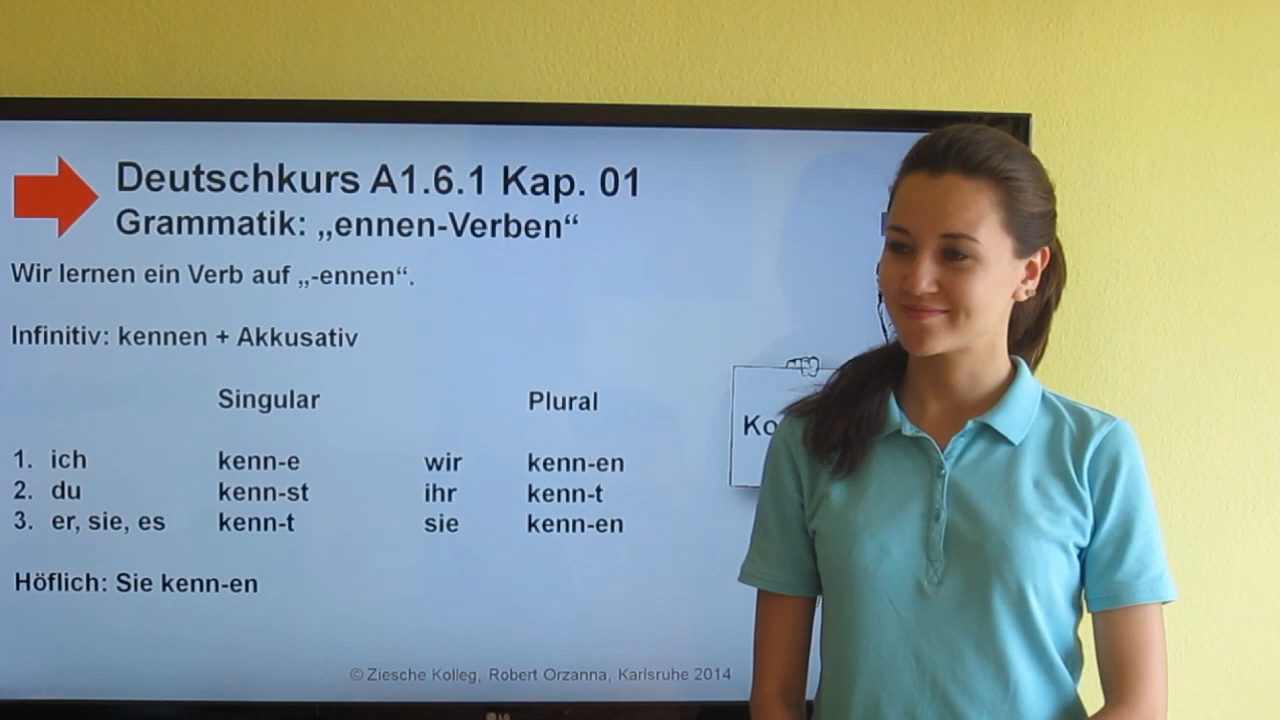 Deutschkurs A1.6.1 Kap. 01
Grammatik: „ennen-Verben“
Wir lernen ein Verb auf „-ennen“.
Infinitiv: kennen + Akkusativ
Singular Plural
1. ich kenn-e wir kenn-en
2. du kenn-st ihr kenn-t
3. er, sie, es kenn-t sie kenn-en
Höflich: Sie kenn-en
© Ziesche Kolleg, Robert Orzanna, Karlsruhe 2014
LG